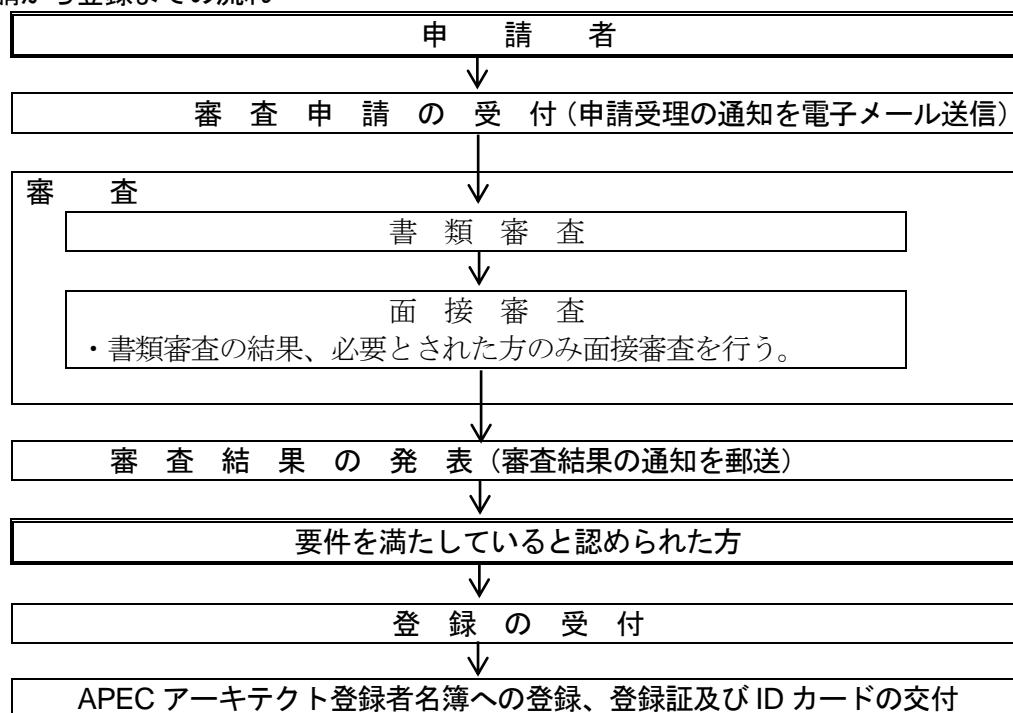 請から登録までの流れ
申請者
審査申請の受付（申請受理の通知を電子メール送信）
審査
書類審査
面接審査
・書類審査の結果、必要とされた方のみ面接審査を行う。
審査結果の発表（審査結果の通知を郵送）
要件を満たしていると認められた方
登録の受付
APEC アーキテクト登録者名簿への登録、登録証及び ID カードの交付